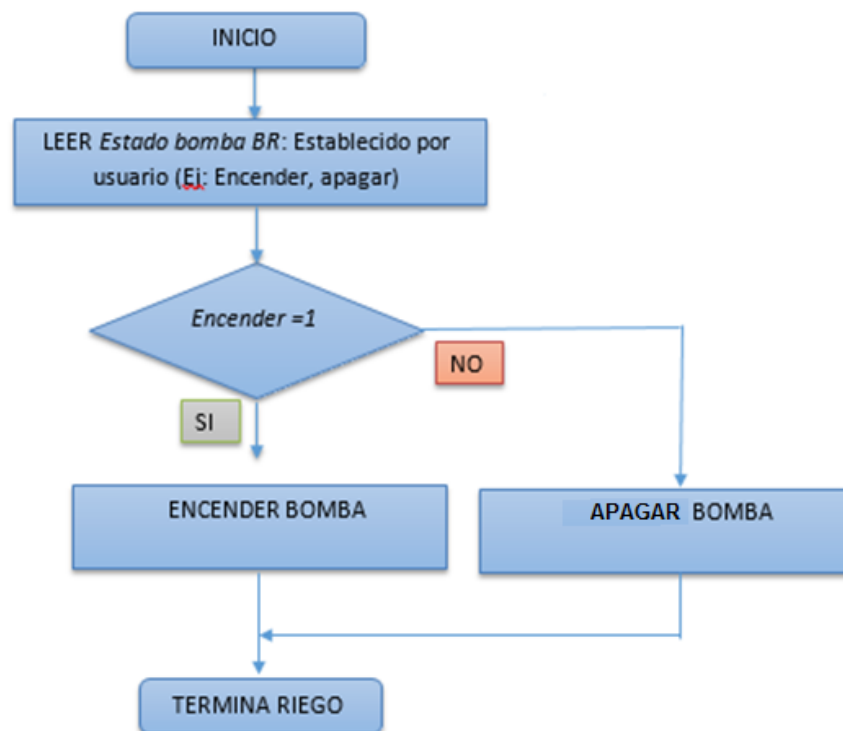 INICIO
LEER Estado bomba BR: Establecido por
usuario (Ej: Encender, apagar)
Encender =1
NO
SI
ENCENDER BOMBA
APAGAR BOMBA
TERMINA RIEGO